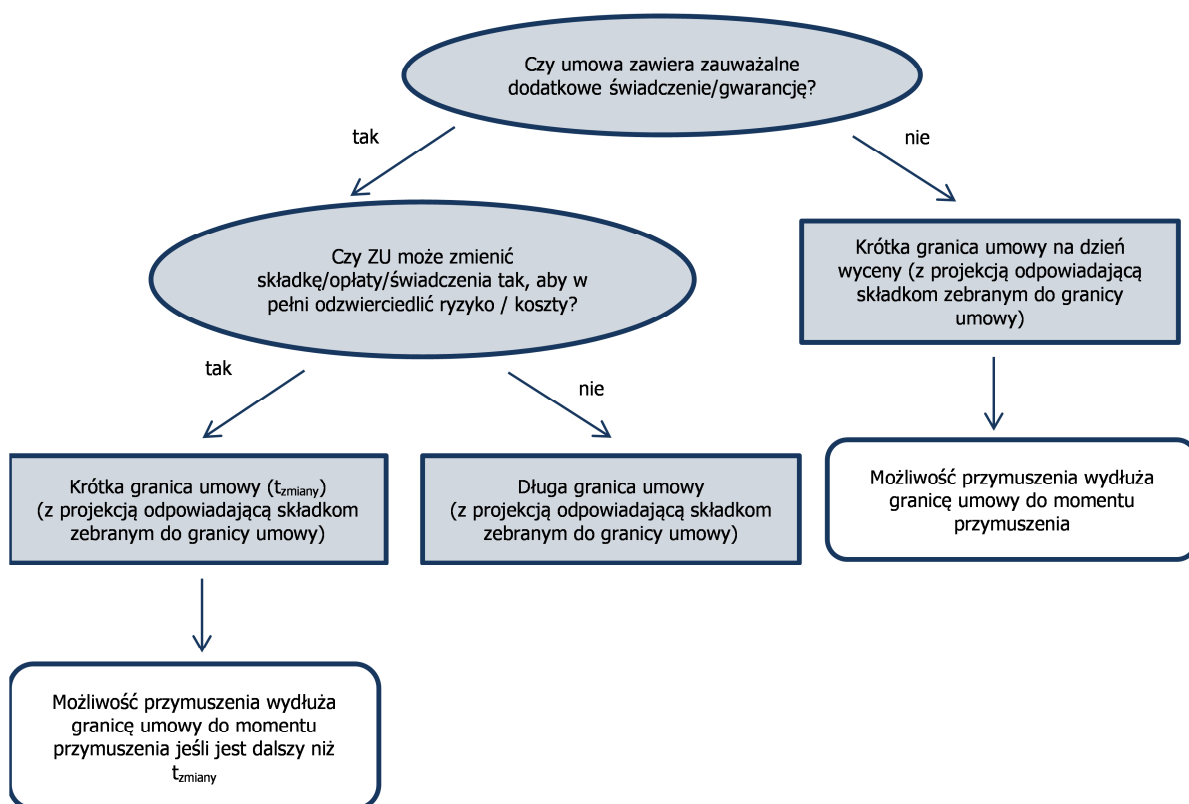 Czy umowa zawiera zauważalne
dodatkowe świadczenie/gwarancję?
tak
nie
Czy ZU może zmienić
składkę/opłaty/świadczenia tak, aby w
pełni odzwierciedlić ryzyko / koszty?
Krótka granica umowy na dzień
wyceny (z projekcją odpowiadającą
składkom zebranym do granicy
umowy)
tak
nie
Krótka granica umowy (tzmiany)
(z projekcją odpowiadającą składkom
zebranym do granicy umowy)
Długa granica umowy
(z projekcją odpowiadającą składkom
zebranym do granicy umowy)
Możliwość przymuszenia wydłuża
granicę umowy do momentu
przymuszenia
Możliwość przymuszenia wydłuża
granicę umowy do momentu
przymuszenia jeśli jest dalszy niż
tzmiany